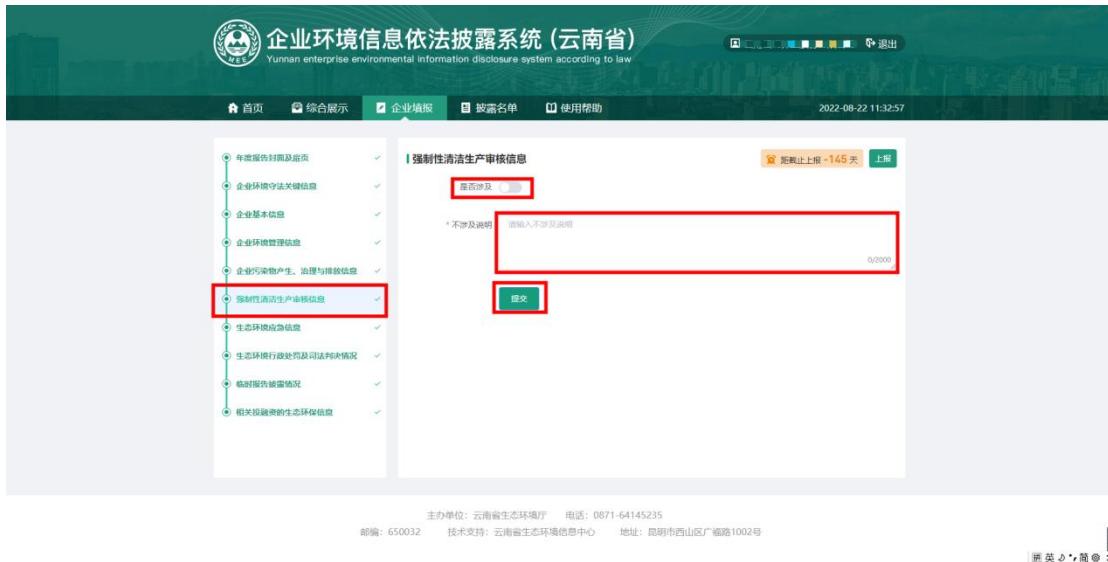 企业环境信息依法披露系统 (云南省)
Yunnan enterprise environmental information disclosure system according to law
退出
首页 综合展示 企业填报 披露名单 使用帮助 2022-08-22 11:32:57
年度报告封面及扉页
企业环境守法关键信息
企业基本信息
企业环境管理信息
企业污染物产生、治理与排放信息
强制性清洁生产审核信息
生态环境应急信息
生态环境行政处罚及司法判决情况
临时报告披露情况
相关投融资的生态环保信息
强制性清洁生产审核信息
距截止上报 -145 天 上报
是否涉及
* 不涉及说明 请输入不涉及说明
0/2000
提交
主办单位：云南省生态环境厅 电话：0871-64145235
邮编：650032 技术支持：云南省生态环境信息中心 地址：昆明市西山区广福路1002号
英 简